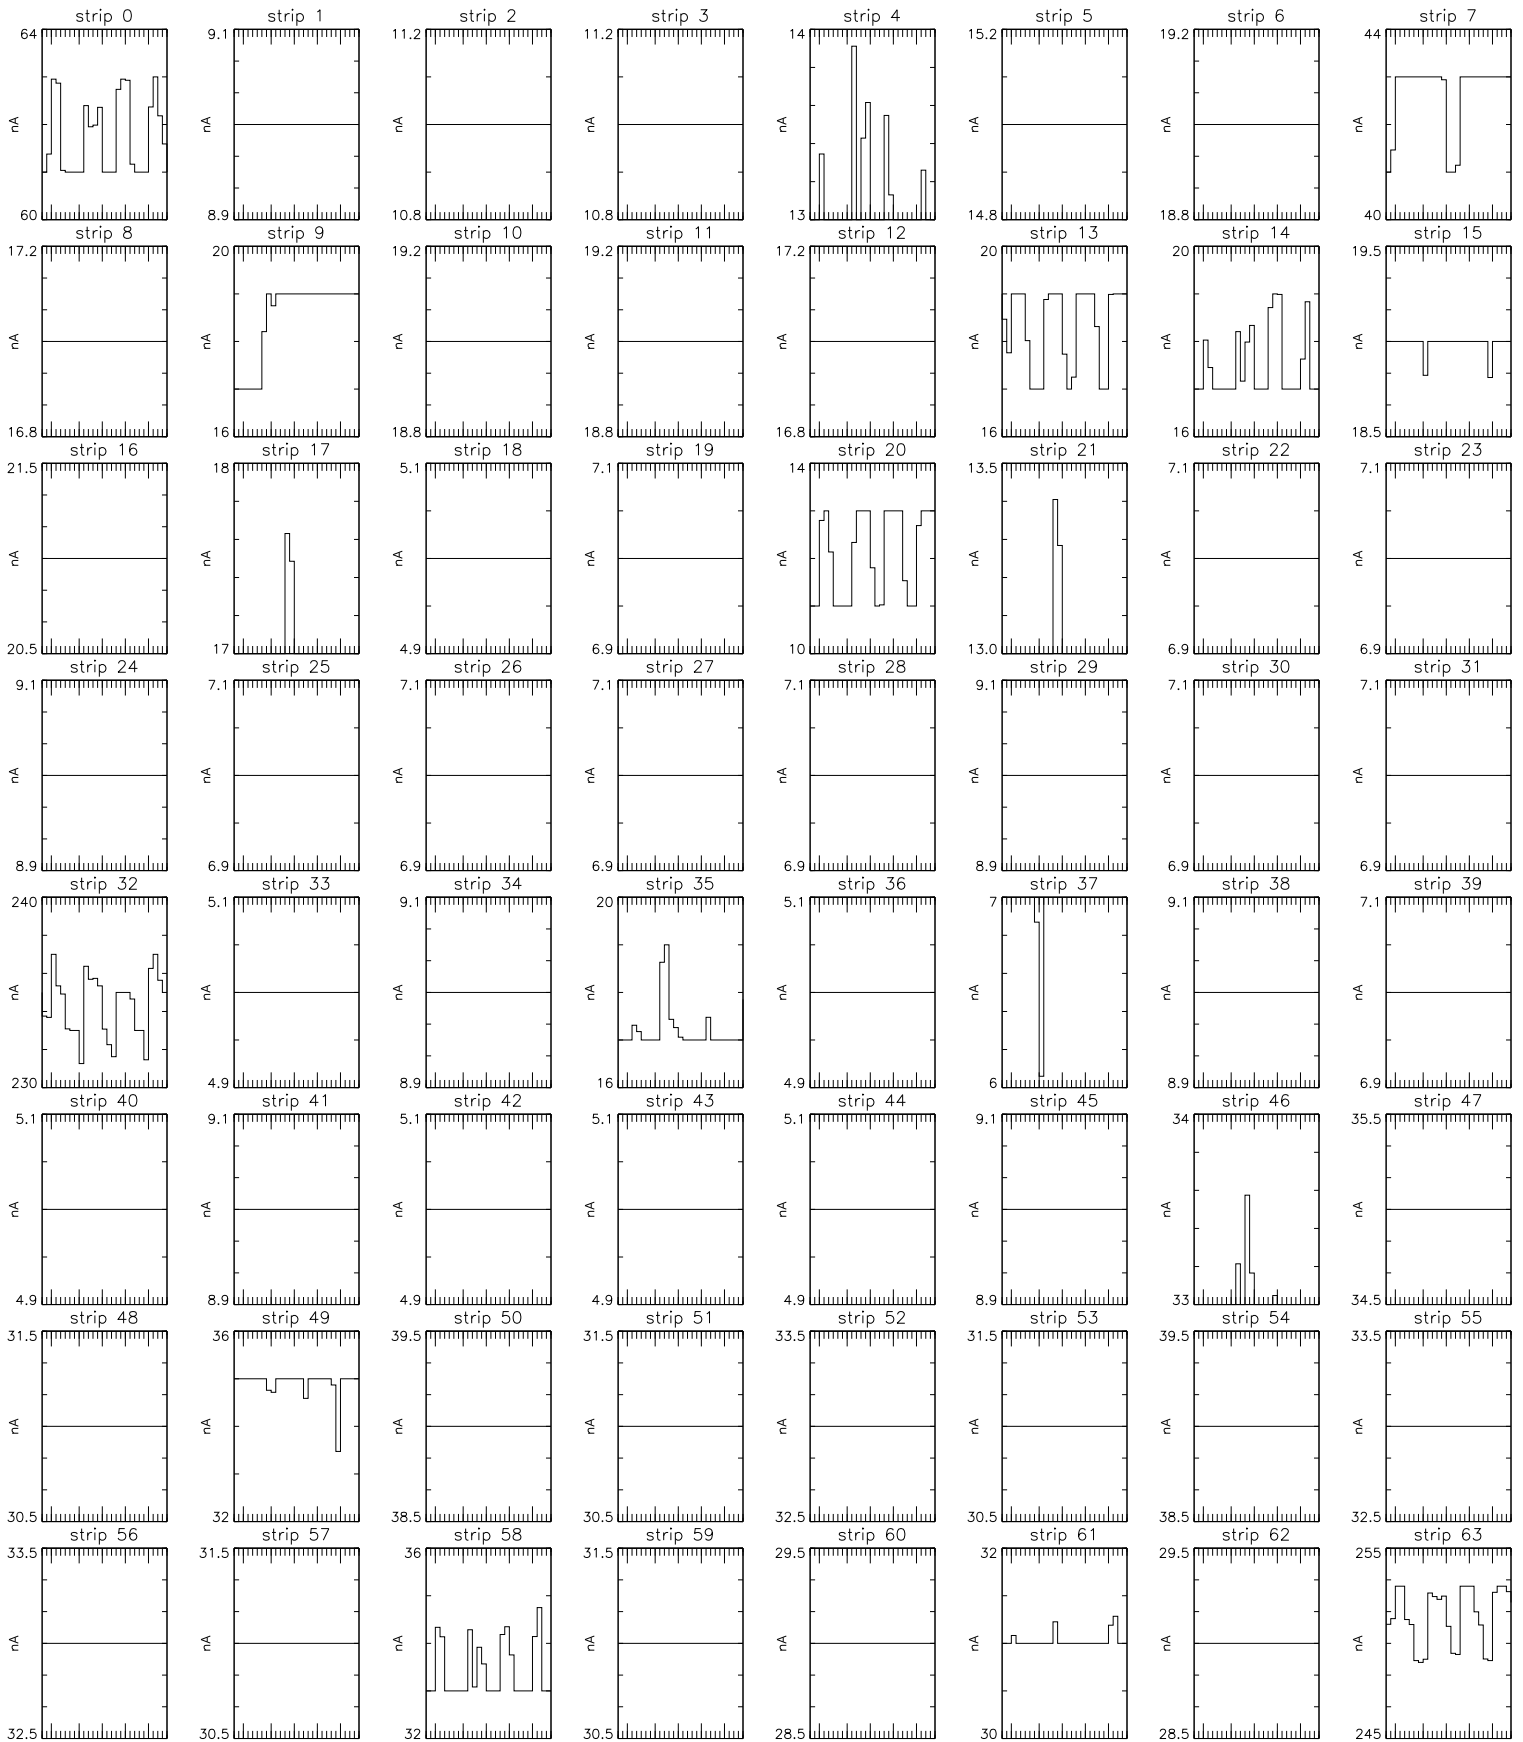 strip 0 strip 1 strip 2 strip 3 strip 4 strip 5 strip 6 strip 7
64 9.1 11.2 11.2 14 15.2 19.2 44
nA nA nA nA nA nA nA nA
60 8.9 10.8 10.8 13 14.8 18.8 40
strip 8 strip 9 strip 10 strip 11 strip 12 strip 13 strip 14 strip 15
17.2 20 19.2 19.2 17.2 20 20 19.5
nA nA nA nA nA nA nA nA
16.8 16 18.8 18.8 16.8 16 16 18.5
strip 16 strip 17 strip 18 strip 19 strip 20 strip 21 strip 22 strip 23
21.5 18 5.1 7.1 14 13.5 7.1 7.1
nA nA nA nA nA nA nA nA
20.5 17 4.9 6.9 10 13.0 6.9 6.9
strip 24 strip 25 strip 26 strip 27 strip 28 strip 29 strip 30 strip 31
9.1 7.1 7.1 7.1 7.1 9.1 7.1 7.1
nA nA nA nA nA nA nA nA
8.9 6.9 6.9 6.9 6.9 8.9 6.9 6.9
strip 32 strip 33 strip 34 strip 35 strip 36 strip 37 strip 38 strip 39
240 5.1 9.1 20 5.1 7 9.1 7.1
nA nA nA nA nA nA nA nA
230 4.9 8.9 16 4.9 6 8.9 6.9
strip 40 strip 41 strip 42 strip 43 strip 44 strip 45 strip 46 strip 47
5.1 9.1 5.1 5.1 5.1 9.1 34 35.5
nA nA nA nA nA nA nA nA
4.9 8.9 4.9 4.9 4.9 8.9 33 34.5
strip 48 strip 49 strip 50 strip 51 strip 52 strip 53 strip 54 strip 55
31.5 36 39.5 31.5 33.5 31.5 39.5 33.5
nA nA nA nA nA nA nA nA
30.5 32 38.5 30.5 32.5 30.5 38.5 32.5
strip 56 strip 57 strip 58 strip 59 strip 60 strip 61 strip 62 strip 63
33.5 31.5 36 31.5 29.5 32 29.5 255
nA nA nA nA nA nA nA nA
32.5 30.5 32 30.5 28.5 30 28.5 245